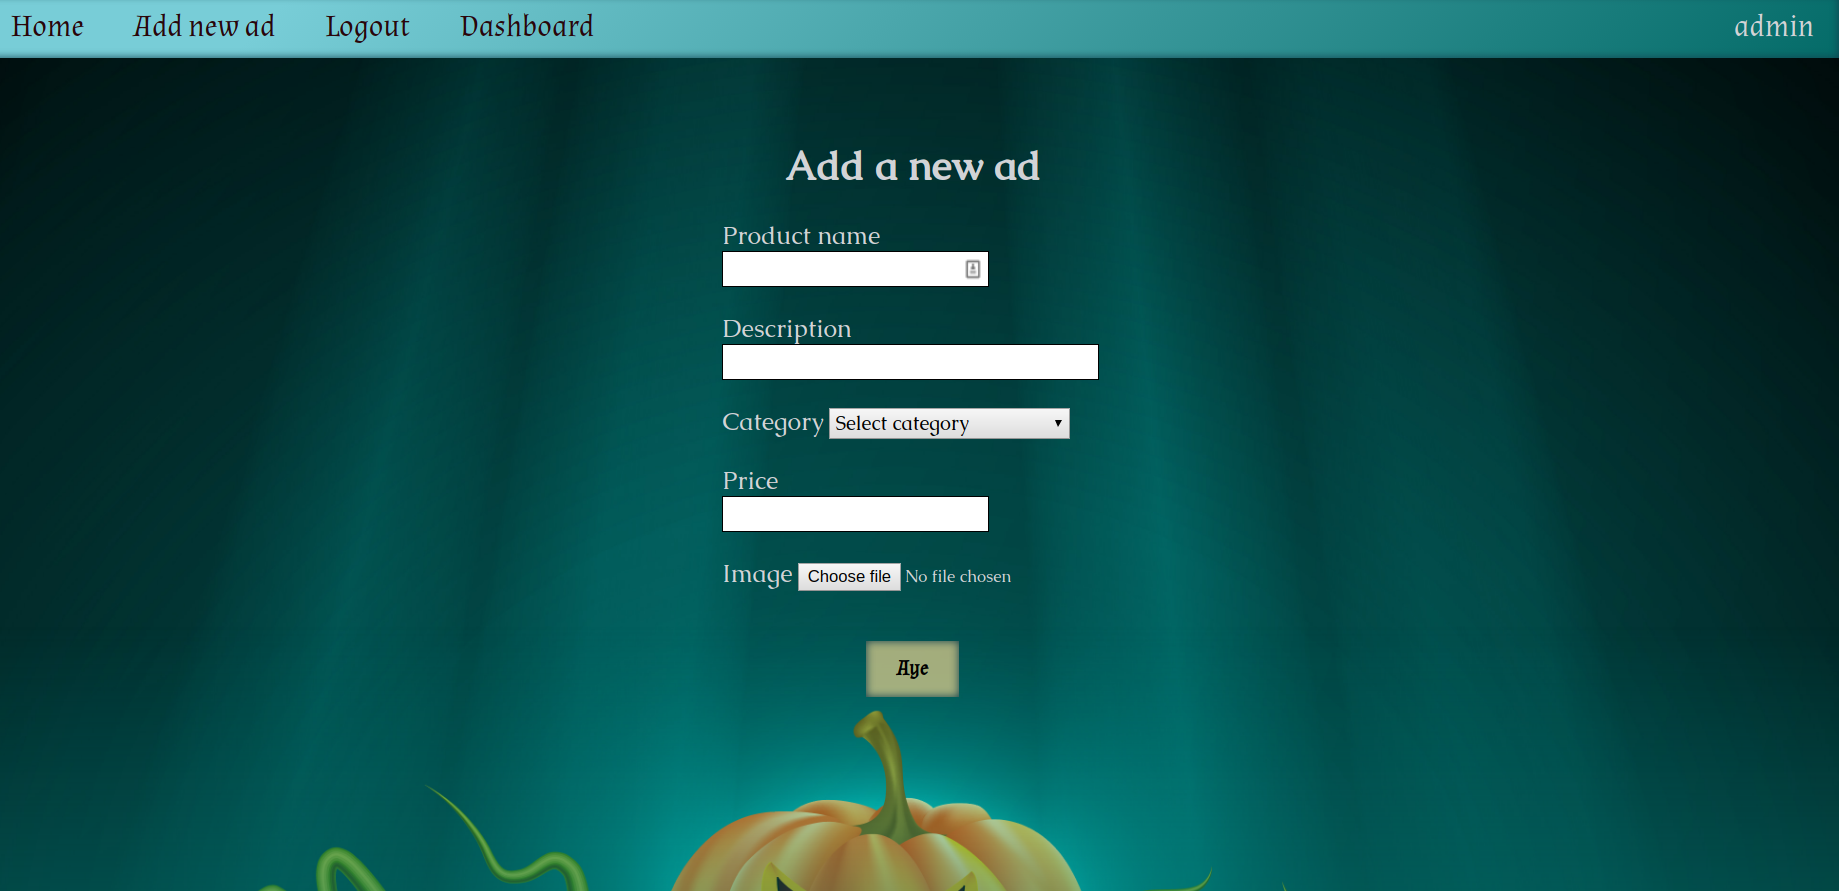 Home Add new ad Logout Dashboard admin
Add a new ad
Product name
Description
Category Select category
Price
Image Choose file No file chosen
Aye